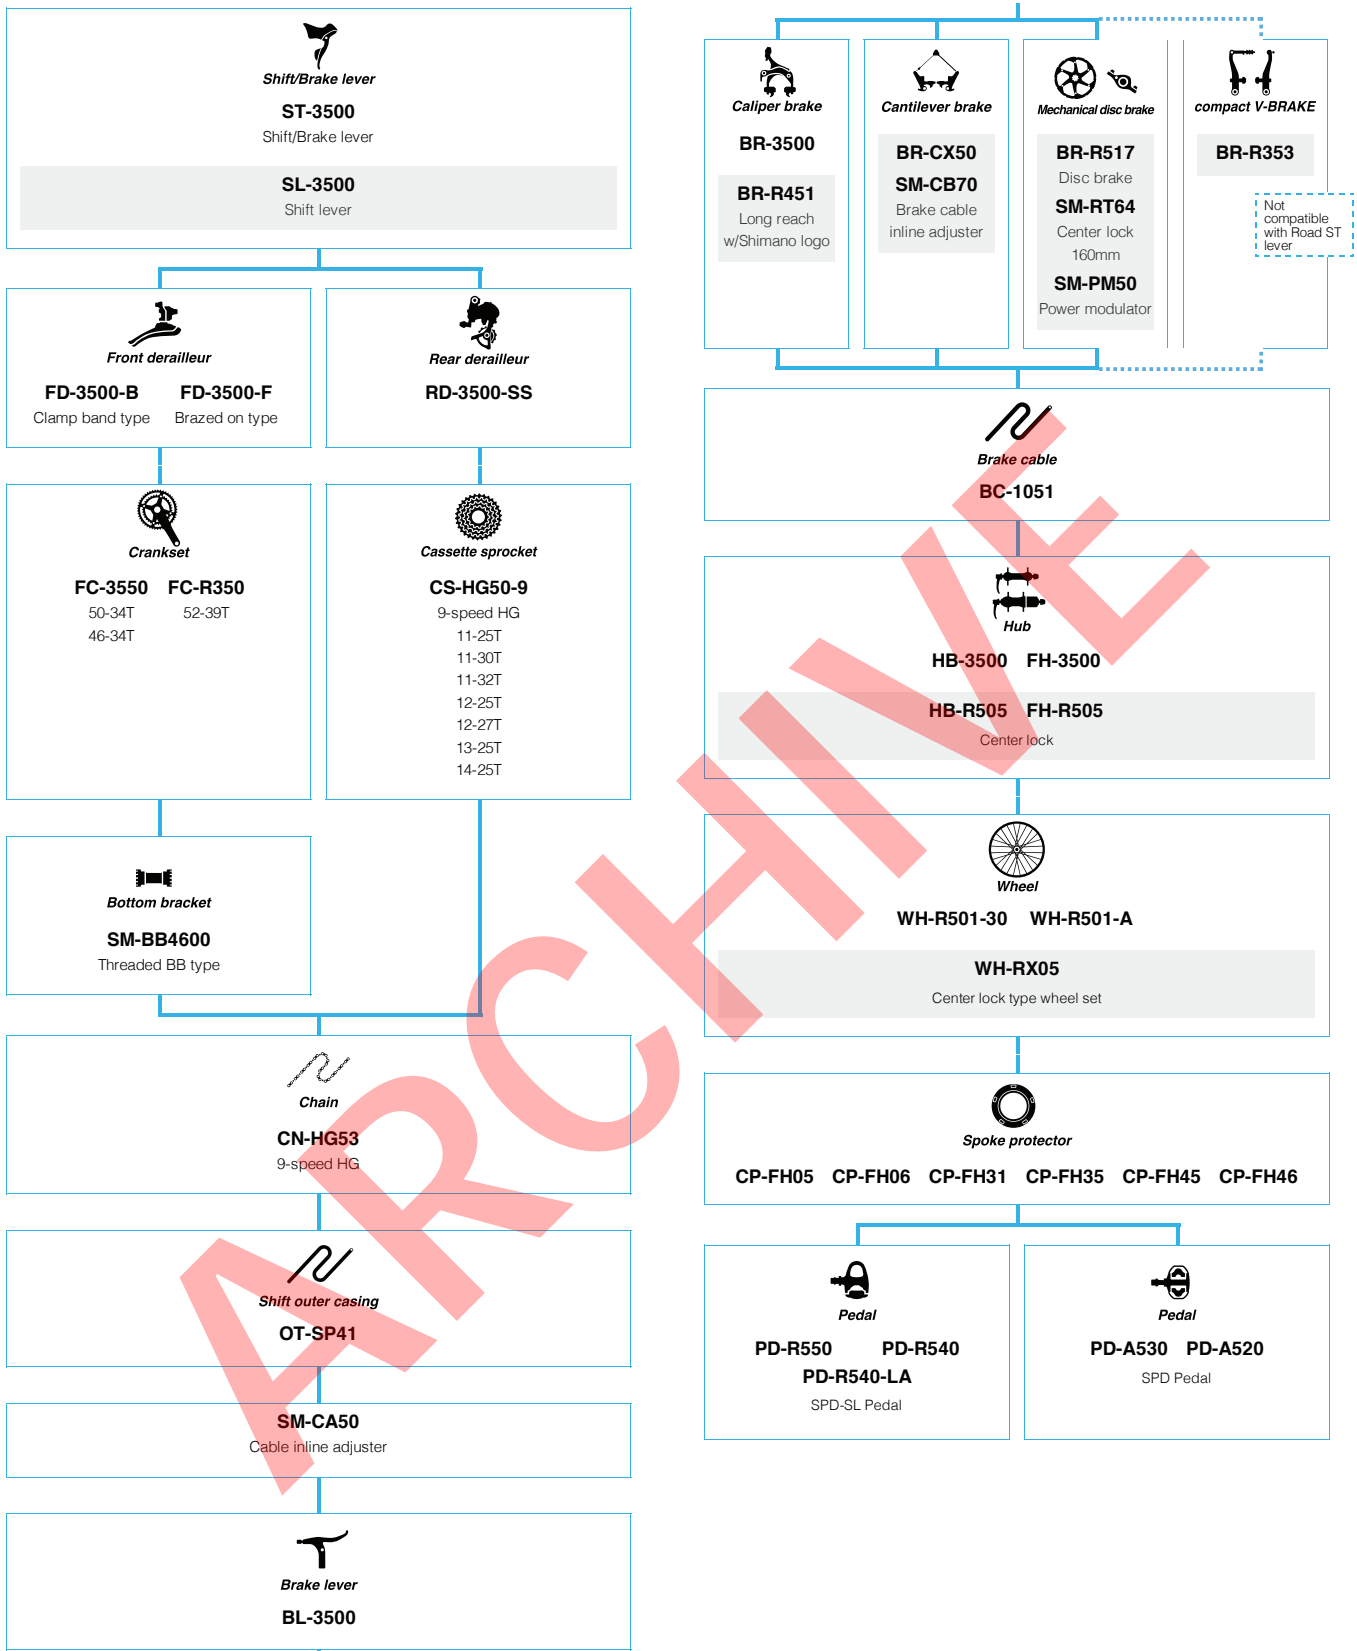 Shift/Brake lever
ST-3500
Shift/Brake lever
SL-3500
Shift lever
Front derailleur
FD-3500-B FD-3500-F
Clamp band type Brazed on type
Rear derailleur
RD-3500-SS
Crankset
FC-3550 FC-R350
50-34T 52-39T
46-34T
Cassette sprocket
CS-HG50-9
9-speed HG
11-25T
11-30T
11-32T
12-25T
12-27T
13-25T
14-25T
Bottom bracket
SM-BB4600
Threaded BB type
Chain
CN-HG53
9-speed HG
Shift outer casing
OT-SP41
SM-CA50
Cable inline adjuster
Brake lever
BL-3500
Caliper brake
BR-3500
BR-R451
Long reach
w/Shimano logo
Cantilever brake
BR-CX50
SM-CB70
Brake cable
inline adjuster
Mechanical disc brake
BR-R517
Disc brake
SM-RT64
Center lock
160mm
SM-PM50
Power modulator
compact V-BRAKE
BR-R353
Not
compatible
with Road ST
lever
Brake cable
BC-1051
Hub
HB-3500 FH-3500
HB-R505 FH-R505
Center lock
Wheel
WH-R501-30 WH-R501-A
WH-RX05
Center lock type wheel set
Spoke protector
CP-FH05 CP-FH06 CP-FH31 CP-FH35 CP-FH45 CP-FH46
Pedal
PD-R550 PD-R540
PD-R540-LA
SPD-SL Pedal
Pedal
PD-A530 PD-A520
SPD Pedal
ARCHIVE